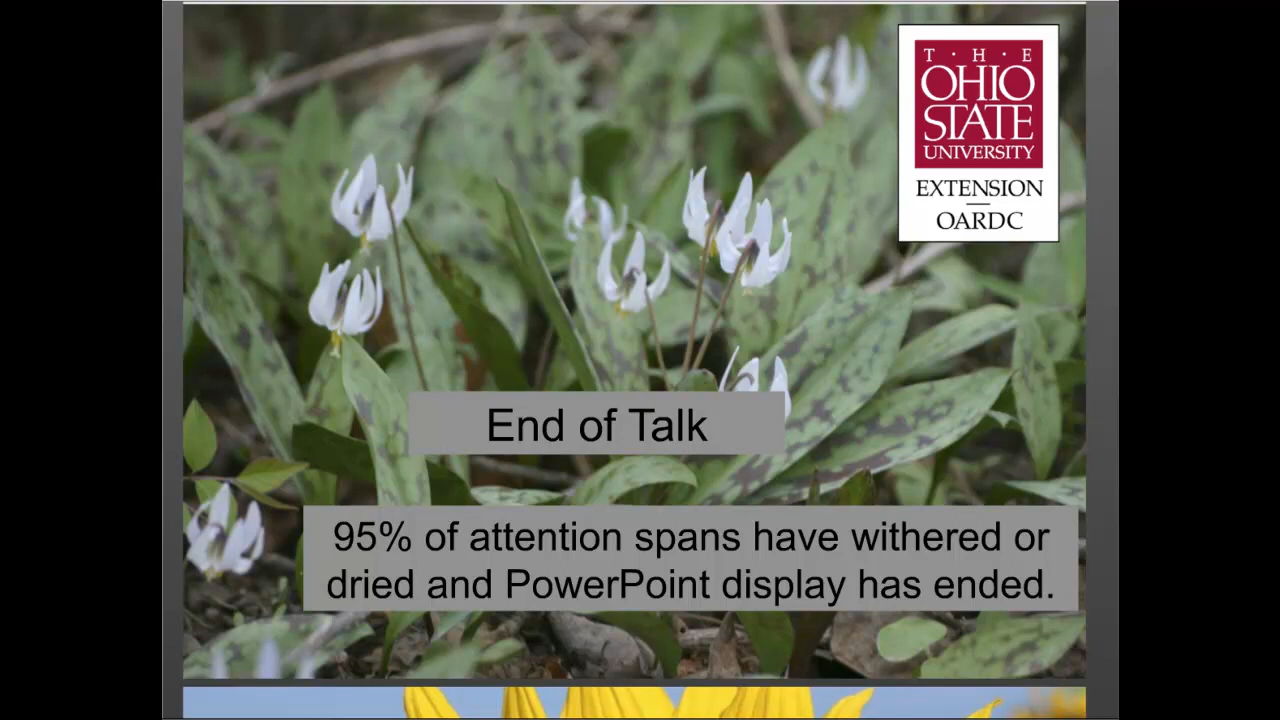 T·H·E
OHIO
STATE
UNIVERSITY
EXTENSION
OARDC
End of Talk
95% of attention spans have withered or
dried and PowerPoint display has ended.